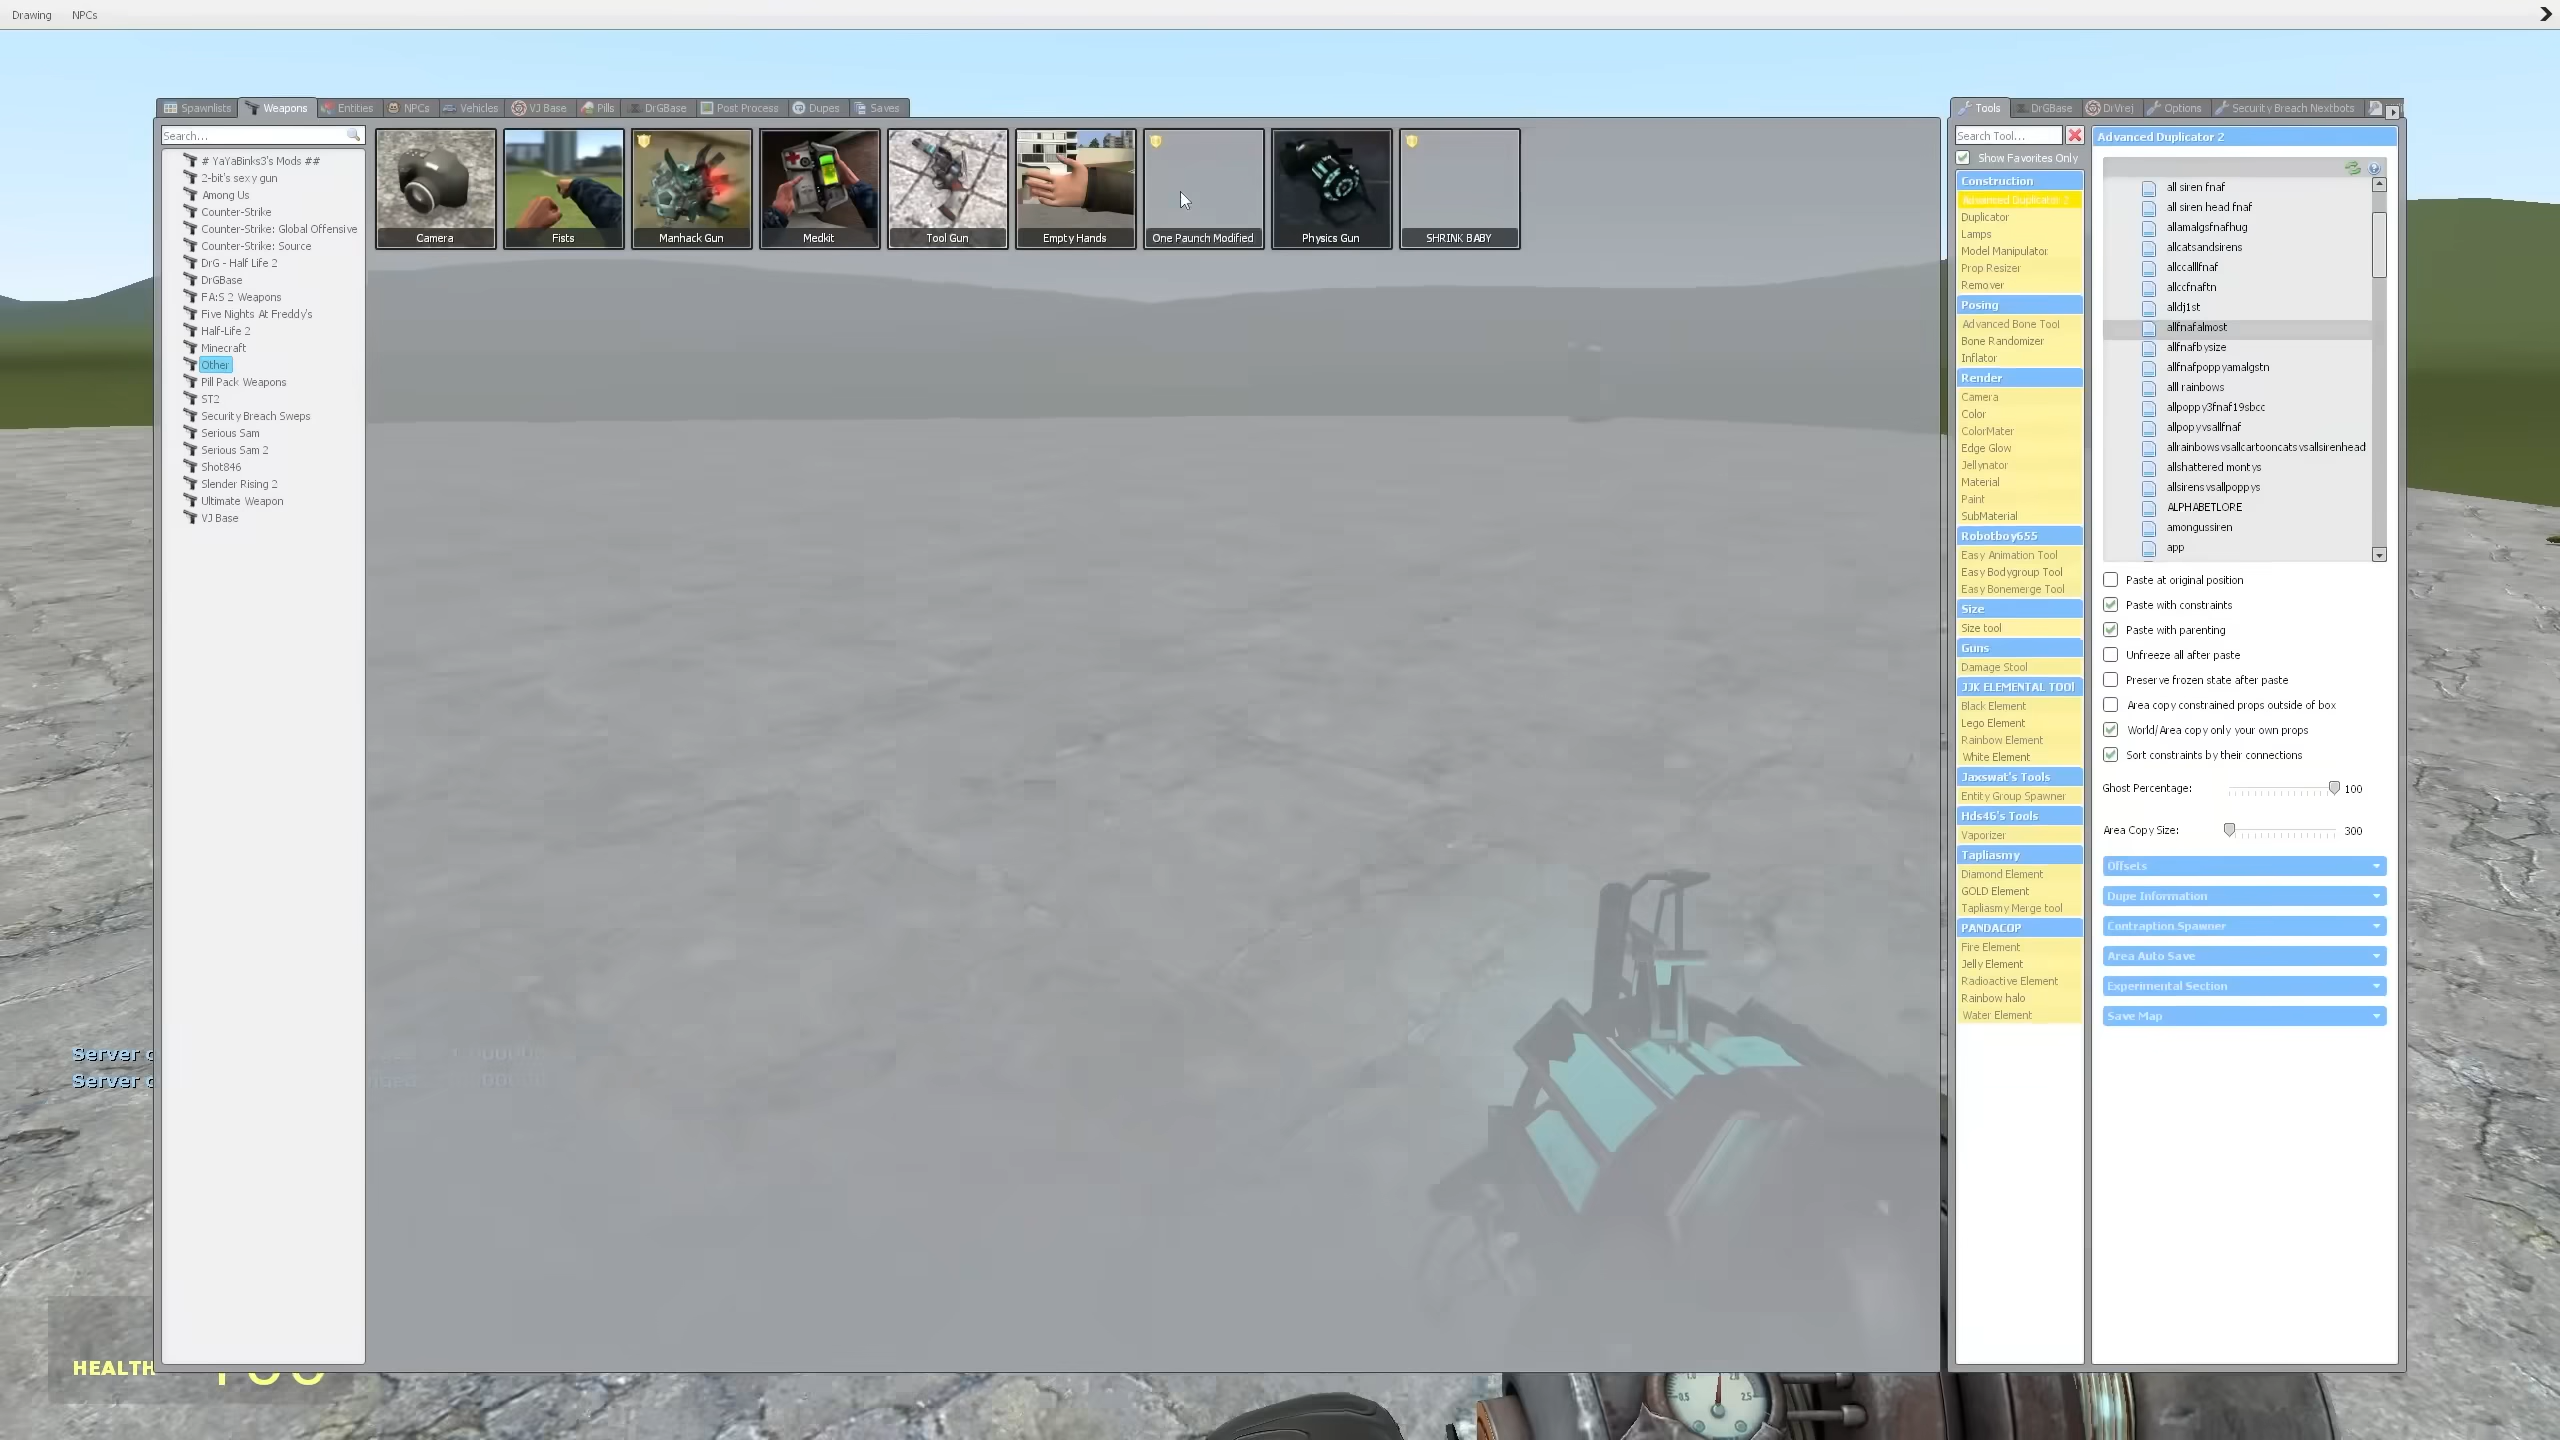 Drawing NPCs
Spawnlists Weapons Entities NPCs Vehicles VJ Base Pills DrGBase Post Process Dupes Saves
Search...
# YaYaBinks3's Mods ##
2-bit's sexy gun
Among Us
Counter-Strike
Counter-Strike: Global Offensive
Counter-Strike: Source
DrG - Half Life 2
DrGBase
FA:S 2 Weapons
Five Nights At Freddy's
Half-Life 2
Minecraft
Other
Pill Pack Weapons
ST2
Security Breach Sweps
Serious Sam
Serious Sam 2
Shot846
Slender Rising 2
Ultimate Weapon
VJ Base
Camera Fists Manhack Gun Medkit Tool Gun Empty Hands One Paunch Modified Physics Gun SHRINK BABY
Server
Server
HEALTH 100
Tools DrGBase DrVrej Options Security Breach Nextbots
Search Tool...
Show Favorites Only
Construction
Advanced Duplicator 2
Duplicator
Lamps
Model Manipulator
Prop Resizer
Remover
Posing
Advanced Bone Tool
Bone Randomizer
Inflator
Render
Camera
Color
ColorMater
Edge Glow
Jellynator
Material
Paint
SubMaterial
Robotboy655
Easy Animation Tool
Easy Bodygroup Tool
Easy Bonemerge Tool
Size
Size tool
Guns
Damage Stool
JJK ELEMENTAL TOOl
Black Element
Lego Element
Rainbow Element
White Element
Jaxswat's Tools
Entity Group Spawner
Hds46's Tools
Vaporizer
Tapliasmy
Diamond Element
GOLD Element
Tapliasmy Merge tool
PANDACOP
Fire Element
Jelly Element
Radioactive Element
Rainbow halo
Water Element
Advanced Duplicator 2
all siren fnaf
all siren head fnaf
allamalgsfnafhug
allcatsandsirens
allccalllfnaf
allccfnaftn
alldj1st
allfnafalmost
allfnafbysize
allfnafpoppyamalgstn
alll rainbows
allpoppy3fnaf19sbcc
allpopyvsallfnaf
allrainbowsvsallcartooncatsvsallsirenhead
allshattered montys
allsirensvsallpoppys
ALPHABETLORE
amongussiren
app
Paste at original position
Paste with constraints
Paste with parenting
Unfreeze all after paste
Preserve frozen state after paste
Area copy constrained props outside of box
World/Area copy only your own props
Sort constraints by their connections
Ghost Percentage: 100
Area Copy Size: 300
Offsets
Dupe Information
Contraption Spawner
Area Auto Save
Experimental Section
Save Map